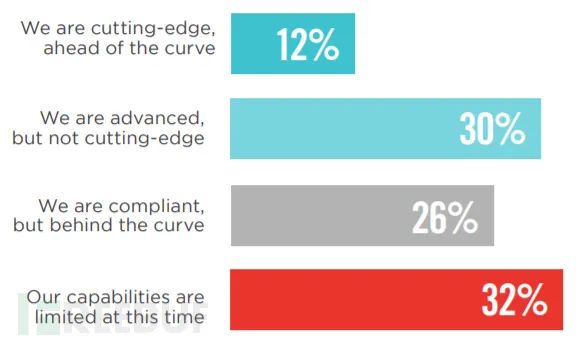 We are cutting-edge,
ahead of the curve
12%
We are advanced,
but not cutting-edge
30%
We are compliant,
but behind the curve
26%
Our capabilities are
limited at this time
32%